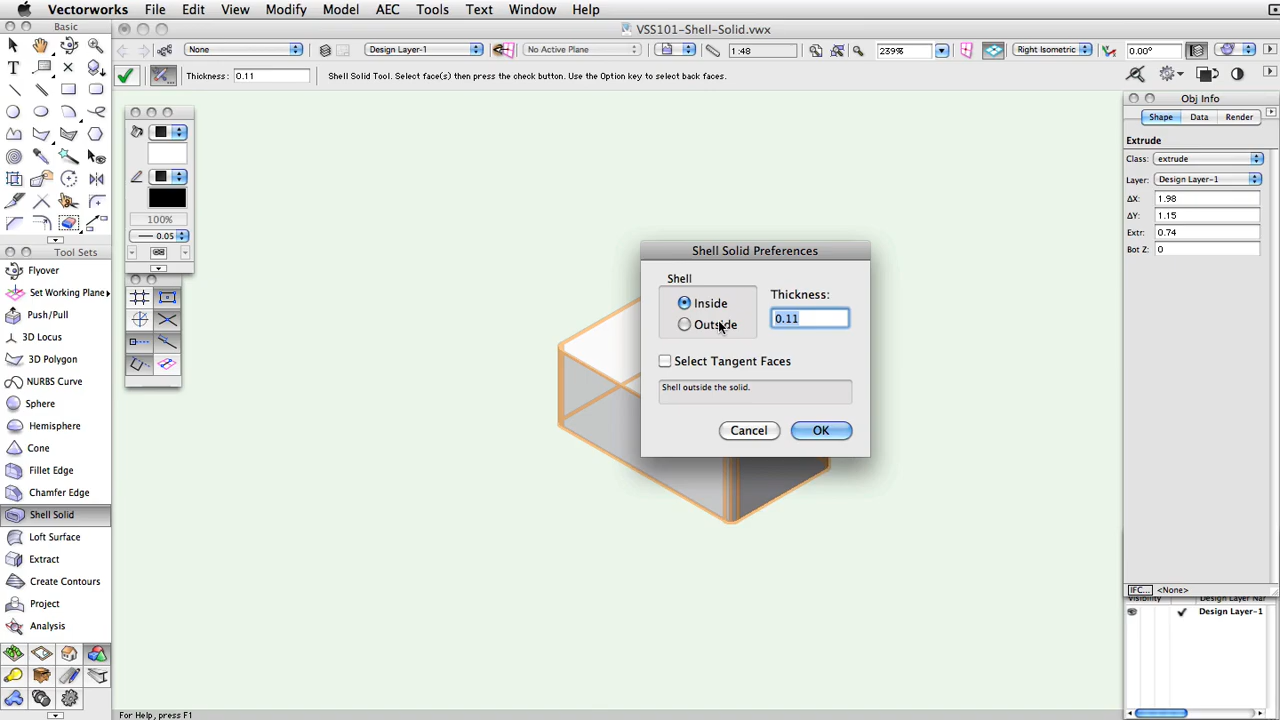 Vectorworks File Edit View Modify Model AEC Tools Text Window Help
Basic
VSS101-Shell-Solid.vwx
None
Design Layer-1
No Active Plane
1:48
239%
Right Isometric
0.00°
Thickness: 0.11
Shell Solid Tool. Select face(s) then press the check button. Use the Option key to select back faces.
100%
0.05
Tool Sets
Flyover
Set Working Plane
Push/Pull
3D Locus
3D Polygon
NURBS Curve
Sphere
Hemisphere
Cone
Fillet Edge
Chamfer Edge
Shell Solid
Loft Surface
Extract
Create Contours
Project
Analysis
Shell Solid Preferences
Shell
Inside
Outside
Thickness:
0.11
Select Tangent Faces
Shell outside the solid.
Cancel OK
Obj Info
Shape Data Render
Extrude
Class: extrude
Layer: Design Layer-1
ΔX: 1.98
ΔY: 1.15
Extr: 0.74
Bot Z: 0
IFC... <None>
Visibility Design Layer Nar
Design Layer-1
For Help, press F1